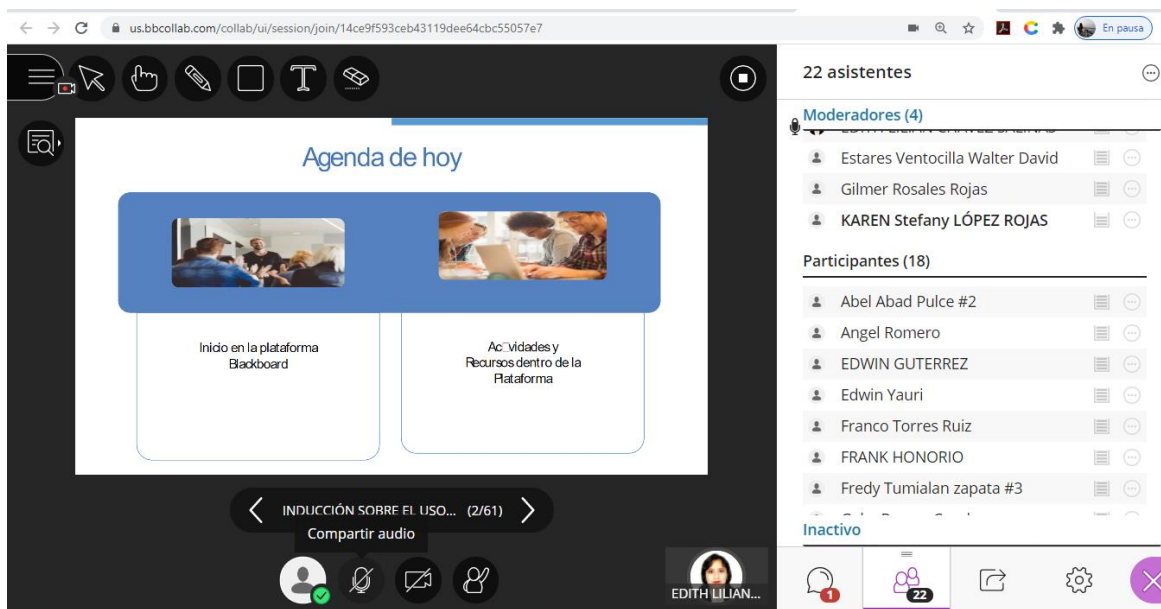 us.bbcollab.com/collab/ui/session/join/14ce9f593ceb43119dee64cbc55057e7
En pausa
Agenda de hoy
Inicio en la plataforma
Blackboard
Ac□vidades y
Recursos dentro de la
Plataforma
INDUCCIÓN SOBRE EL USO... (2/61)
Compartir audio
EDITH LILIAN...
22 asistentes
Moderadores (4)
Estares Ventocilla Walter David
Gilmer Rosales Rojas
KAREN Stefany LÓPEZ ROJAS
Participantes (18)
Abel Abad Pulce #2
Angel Romero
EDWIN GUTERREZ
Edwin Yauri
Franco Torres Ruiz
FRANK HONORIO
Fredy Tumialan zapata #3
Inactivo
1
22